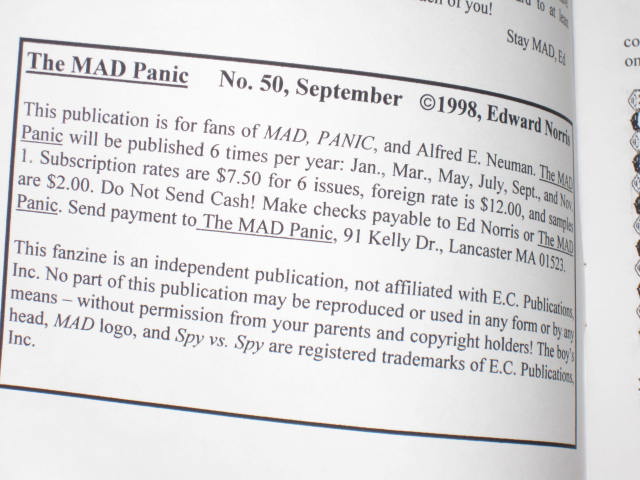 to at least
of you!
Stay MAD, Ed
The MAD Panic No. 50, September ©1998, Edward Norris
This publication is for fans of MAD, PANIC, and Alfred E. Neuman. The MAD
Panic will be published 6 times per year: Jan., Mar., May, July, Sept., and Nov.
1. Subscription rates are $7.50 for 6 issues, foreign rate is $12.00, and samples
are $2.00. Do Not Send Cash! Make checks payable to Ed Norris or The MAD
Panic. Send payment to The MAD Panic, 91 Kelly Dr., Lancaster MA 01523.
This fanzine is an independent publication, not affiliated with E.C. Publications,
Inc. No part of this publication may be reproduced or used in any form or by any
means – without permission from your parents and copyright holders! The boy's
head, MAD logo, and Spy vs. Spy are registered trademarks of E.C. Publications,
Inc.
co
on